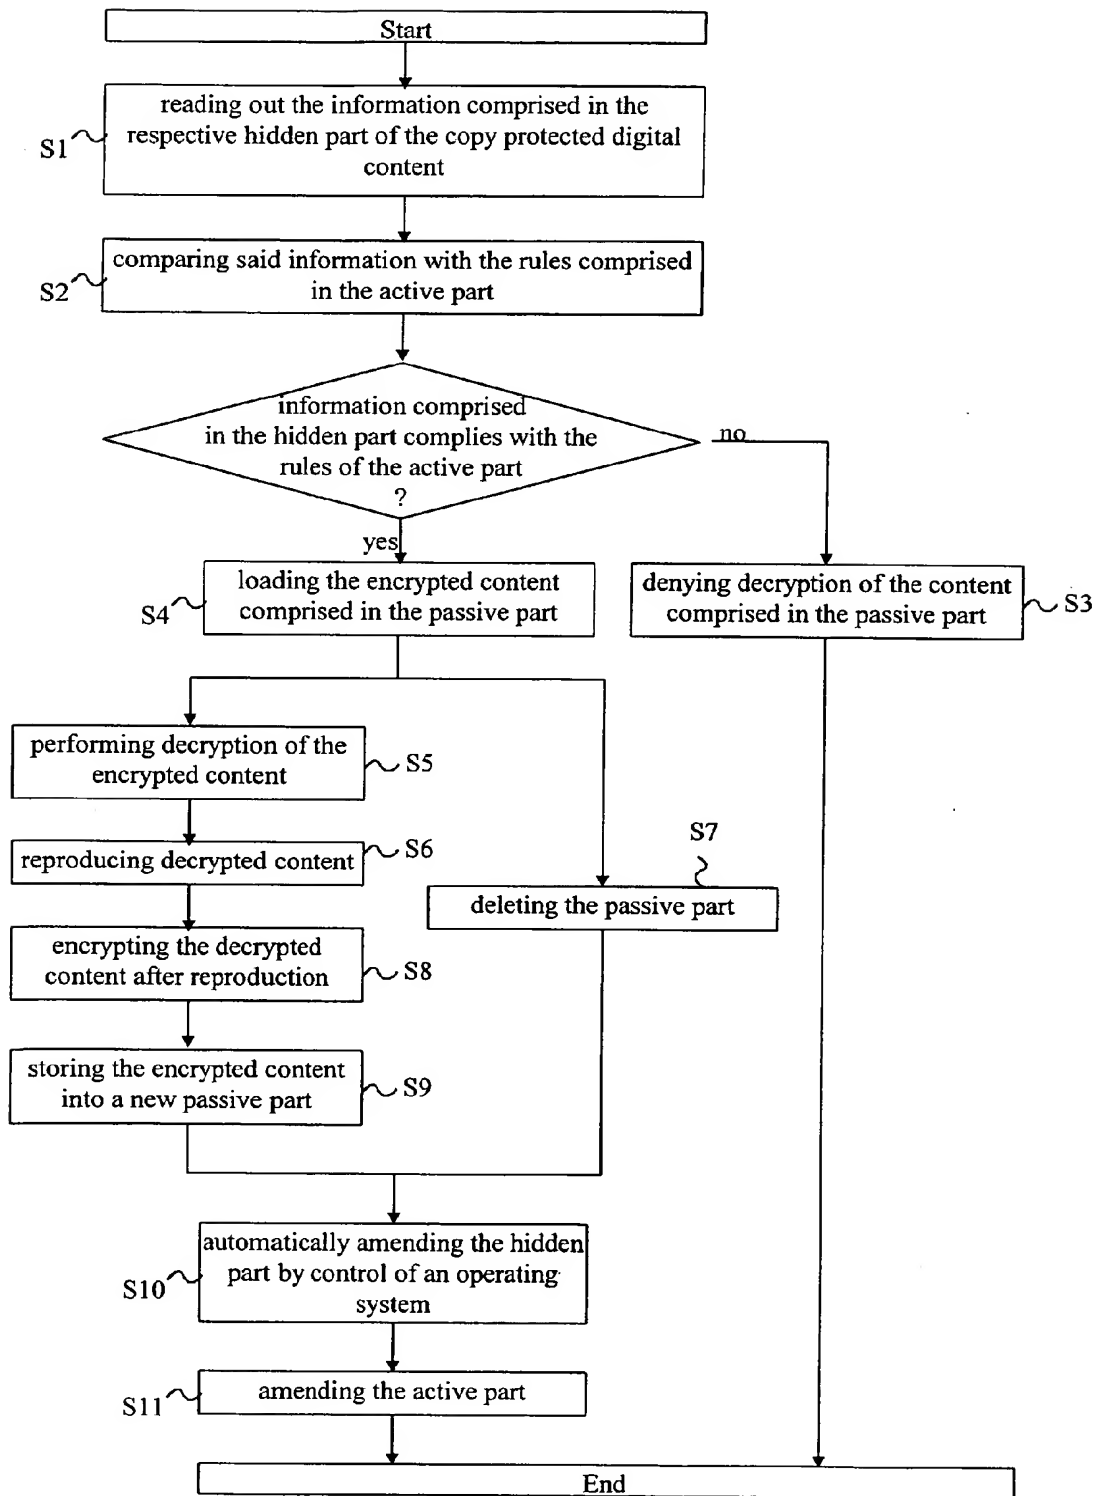 Start
reading out the information comprised in the
respective hidden part of the copy protected digital
content
S1
comparing said information with the rules comprised
in the active part
S2
information comprised
in the hidden part complies with the
rules of the active part
?
no
yes
loading the encrypted content
comprised in the passive part
S4
denying decryption of the content
comprised in the passive part
S3
performing decryption of the
encrypted content
S5
reproducing decrypted content
S6
S7
deleting the passive part
encrypting the decrypted
content after reproduction
S8
storing the encrypted content
into a new passive part
S9
automatically amending the hidden
part by control of an operating
system
S10
amending the active part
S11
End